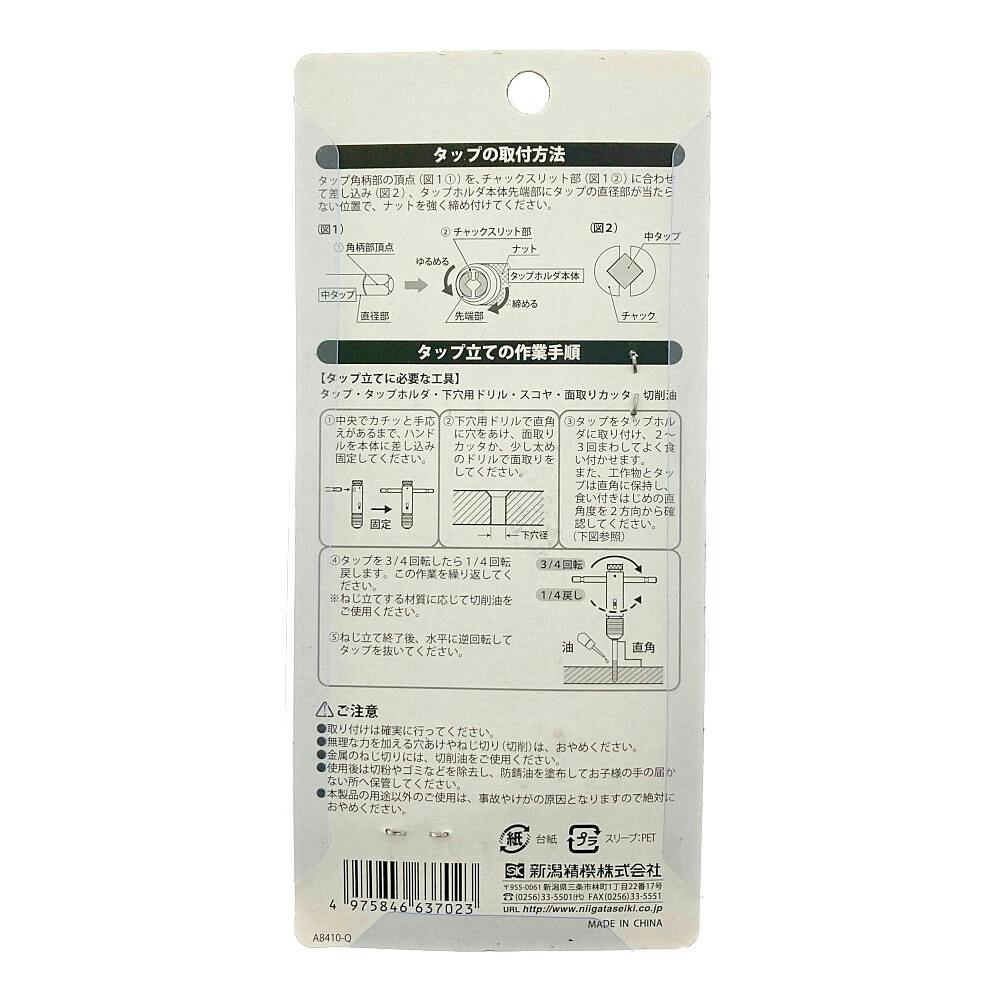 タップの取付方法
タップ角柄部の頂点(図1①)を、チャックスリット部(図1②)に合わせ
て差し込み(図2)、タップホルダ本体先端部にタップの直径部が当たら
ない位置で、ナットを強く締め付けてください。
(図1)
①角柄部頂点
中タップ
直径部
②チャックスリット部
ナット
ゆるめる
タップホルダ本体
締める
先端部
(図2)
中タップ
チャック
タップ立ての作業手順
【タップ立てに必要な工具】
タップ・タップホルダ・下穴用ドリル・スコヤ・面取りカッタ 切削油
①中央でカチッと手応
えがあるまで、ハンド
ルを本体に差し込み
固定してください。
固定
②下穴用ドリルで直角
に穴をあけ、面取り
カッタか、少し太め
のドリルで面取りを
してください。
下穴径
③タップをタップホル
ダに取り付け、2〜
3回まわしてよく食
い付かせます。
また、工作物とタッ
プは直角に保持し、
食い付きはじめの直
角度を2方向から確
認してください。
(下図参照)
④タップを3/4回転したら1/4回転
戻します。この作業を繰り返してく
ださい。
※ねじ立てする材質に応じて切削油を
ご使用ください。
⑤ねじ立て終了後、水平に逆回転して
タップを抜いてください。
3/4回転
1/4戻し
油
直角
⚠ご注意
●取り付けは確実に行ってください。
●無理な力を加える穴あけやねじ切り(切削)は、おやめください。
●金属のねじ切りには、切削油をご使用ください。
●使用後は切粉やゴミなどを除去し、防錆油を塗布してお子様の手の届か
ない所へ保管してください。
●本製品の用途以外のご使用は、事故やけがの原因となりますので絶対に
おやめください。
紙 台紙 プラ スリーブ:PET
SK 新潟精機株式会社
〒955-0061 新潟県三条市林町1丁目22番17号
☎(0256)33-5501㈹ FAX(0256)33-5551
URL http://www.niigataseiki.co.jp
MADE IN CHINA
4 975846 637023
A8410-Q